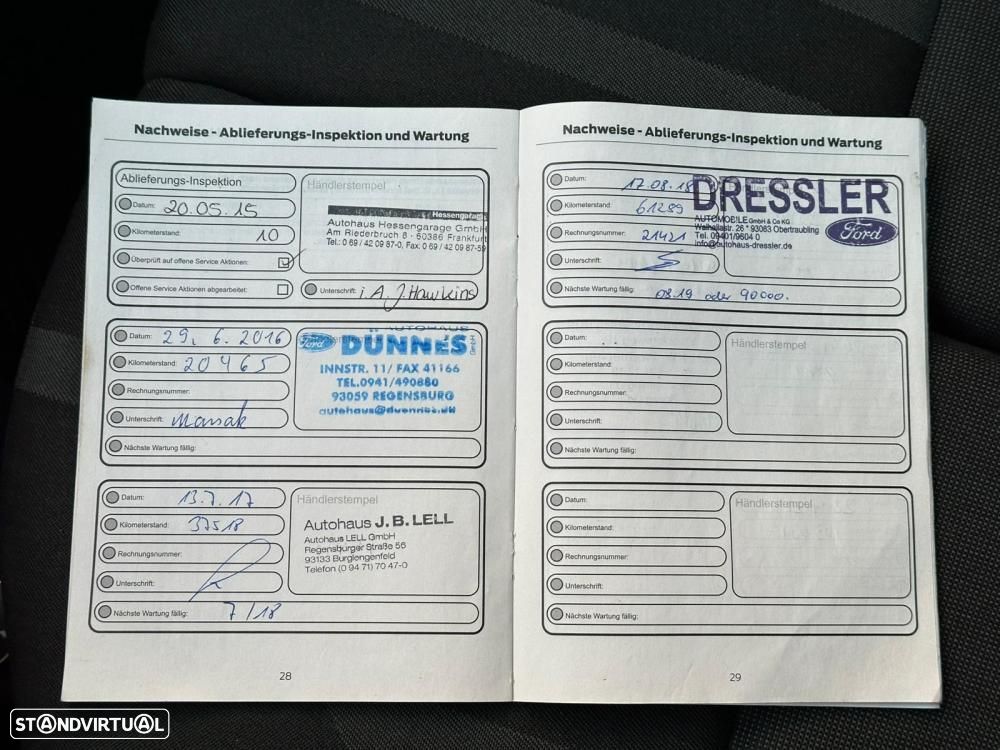 Nachweise - Ablieferungs-Inspektion und Wartung
Ablieferungs-Inspektion
Datum: 20.05.15
Kilometerstand: 10
Überprüft auf offene Service Aktionen:
Offene Service Aktionen abgearbeitet:
Händlerstempel
Hessengarage
Autohaus Hessengarage GmbH
Am Riederbruch 8 - 60386 Frankfurt
Tel.: 0 69 / 42 09 87-0, Fax: 0 69 / 42 09 87-59
Unterschrift: i.A. J. Hawkins
Datum: 29. 6. 2016
Kilometerstand: 20465
Rechnungsnummer:
Unterschrift:
Nächste Wartung fällig:
AUTOHAUS
Ford DÜNNES GmbH
INNSTR. 11/ FAX 41166
TEL.0941/490880
93059 REGENSBURG
Datum: 13.7.17
Kilometerstand: 37518
Rechnungsnummer:
Unterschrift:
Nächste Wartung fällig: 7/18
Händlerstempel
Autohaus J.B.LELL
Autohaus LELL GmbH
Regensburger Straße 56
93133 Burglengenfeld
Telefon (0 94 71) 70 47-0
28
Nachweise - Ablieferungs-Inspektion und Wartung
Datum: 17.08.18
Kilometerstand: 61289
Rechnungsnummer: 21421
Unterschrift:
Nächste Wartung fällig: 08.19 oder 90000.
DRESSLER
AUTOMOBILE GmbH & Co KG
Walhallastr. 26 * 93083 Obertraubling
Tel. 09401/9604 0
info@autohaus-dressler.de
Ford
Datum:
Kilometerstand:
Rechnungsnummer:
Unterschrift:
Nächste Wartung fällig:
Händlerstempel
Datum:
Kilometerstand:
Rechnungsnummer:
Unterschrift:
Nächste Wartung fällig:
Händlerstempel
29
STANDVIRTUAL